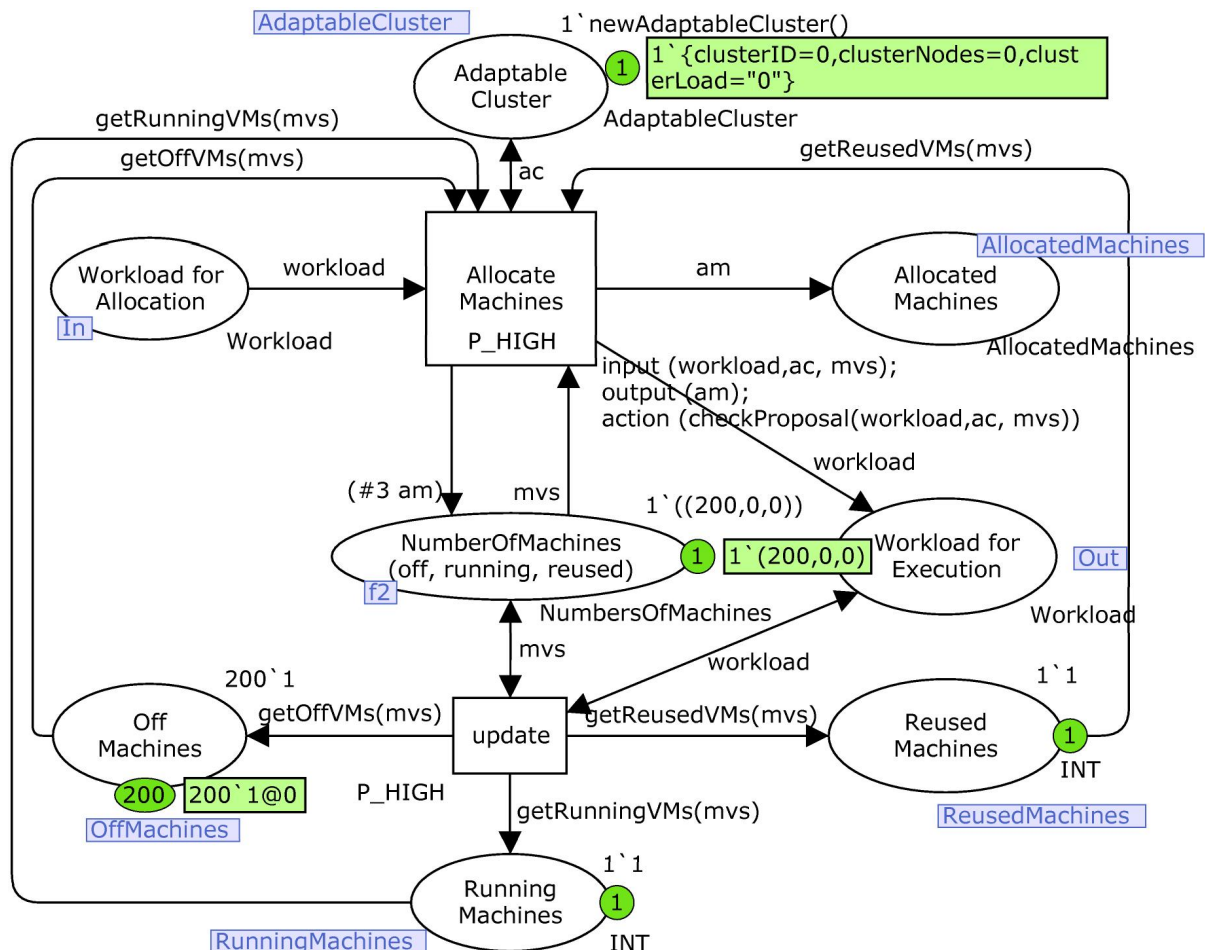 AdaptableCluster
1`newAdaptableCluster()
1
1`{clusterID=0,clusterNodes=0,clust
erLoad="0"}
Adaptable
Cluster
AdaptableCluster
getRunningVMs(mvs)
getOffVMs(mvs)
getReusedVMs(mvs)
ac
AllocatedMachines
Workload for
Allocation
In
Workload
workload
Allocate
Machines
P_HIGH
am
Allocated
Machines
AllocatedMachines
input (workload,ac, mvs);
output (am);
action (checkProposal(workload,ac, mvs))
workload
(#3 am)
mvs
1`((200,0,0))
NumberOfMachines
(off, running, reused)
f2
1
1`(200,0,0)
NumbersOfMachines
Workload for
Execution
Out
Workload
mvs
workload
200`1
Off
Machines
200
200`1@0
OffMachines
getOffVMs(mvs)
update
P_HIGH
getReusedVMs(mvs)
1`1
Reused
Machines
1
INT
ReusedMachines
getRunningVMs(mvs)
1`1
Running
Machines
1
RunningMachines
INT